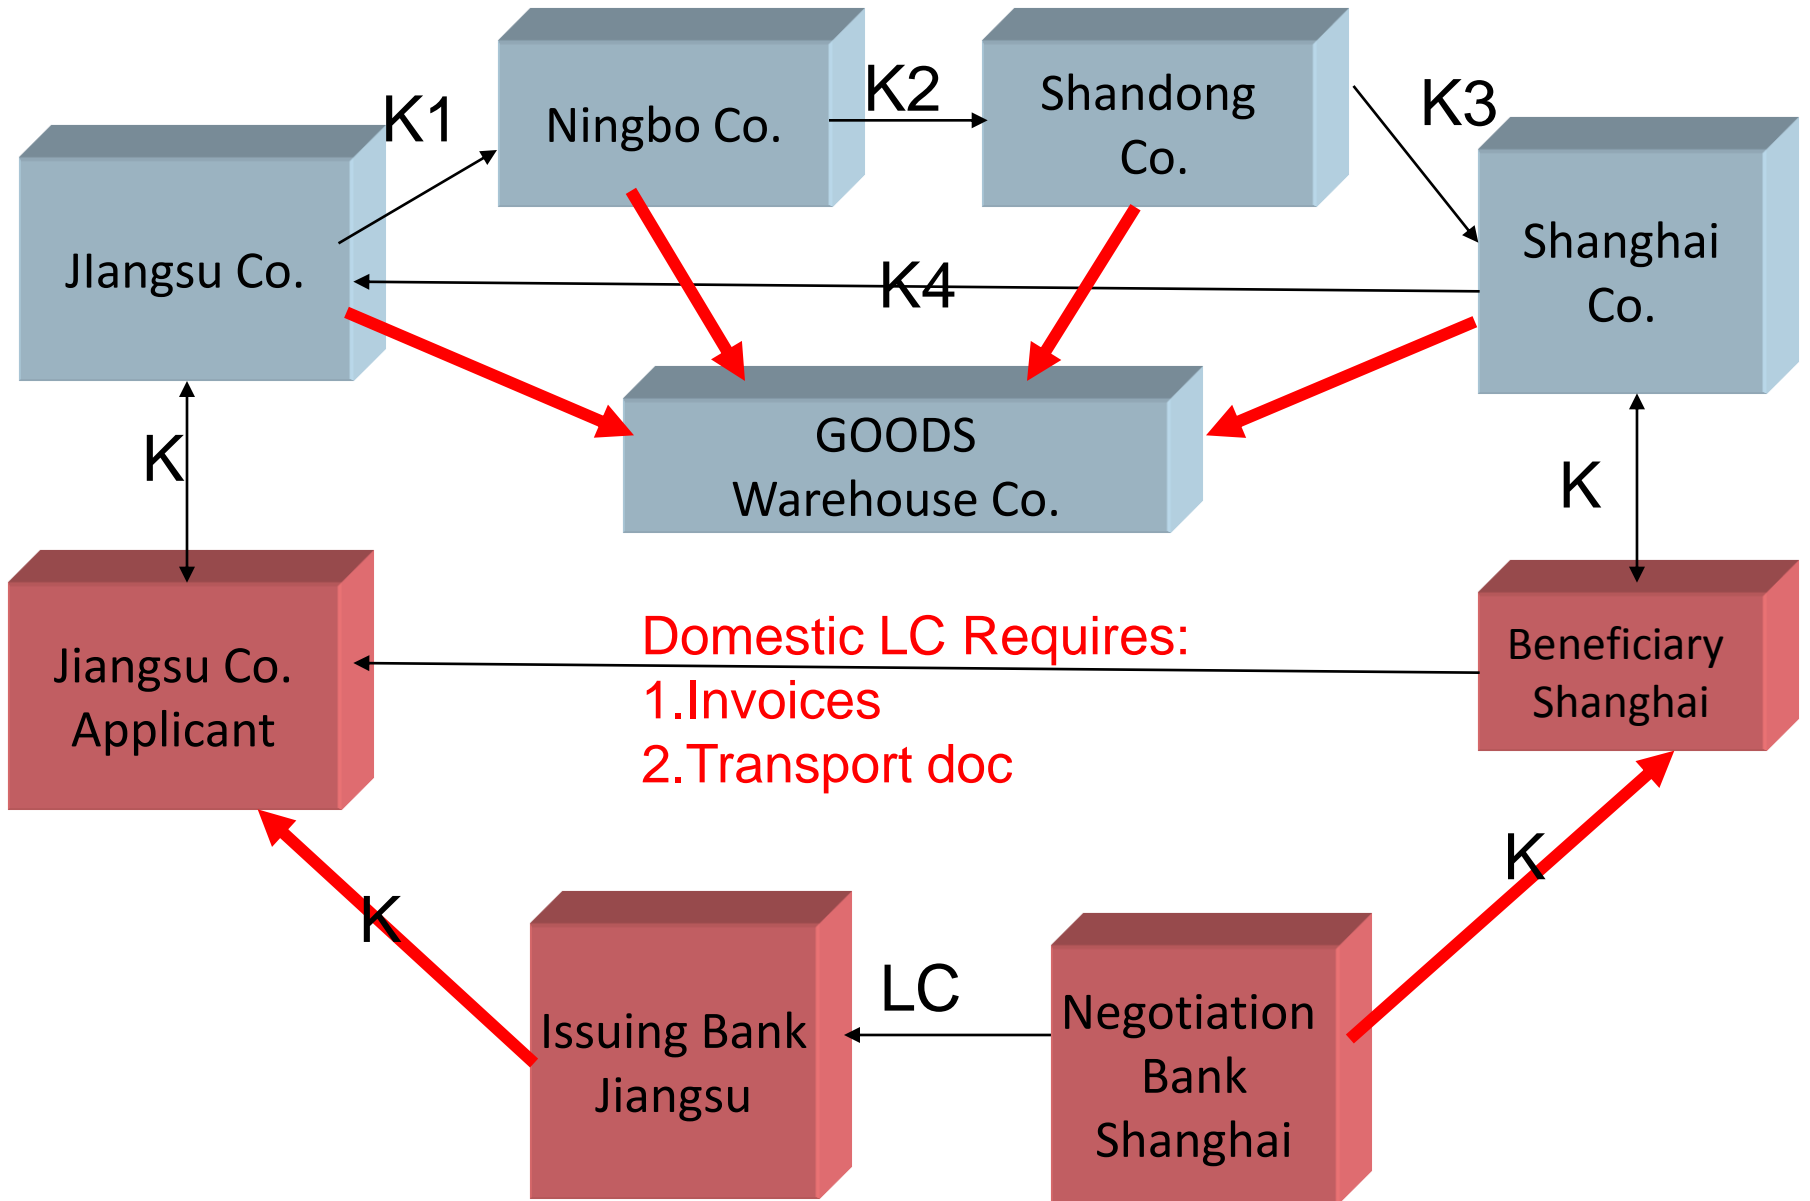 K1
Ningbo Co.
K2
Shandong
Co.
K3
JIangsu Co.
K4
Shanghai
Co.
GOODS
Warehouse Co.
K
K
Jiangsu Co.
Applicant
Domestic LC Requires:
1.Invoices
2.Transport doc
Beneficiary
Shanghai
K
K
Issuing Bank
Jiangsu
LC
Negotiation
Bank
Shanghai